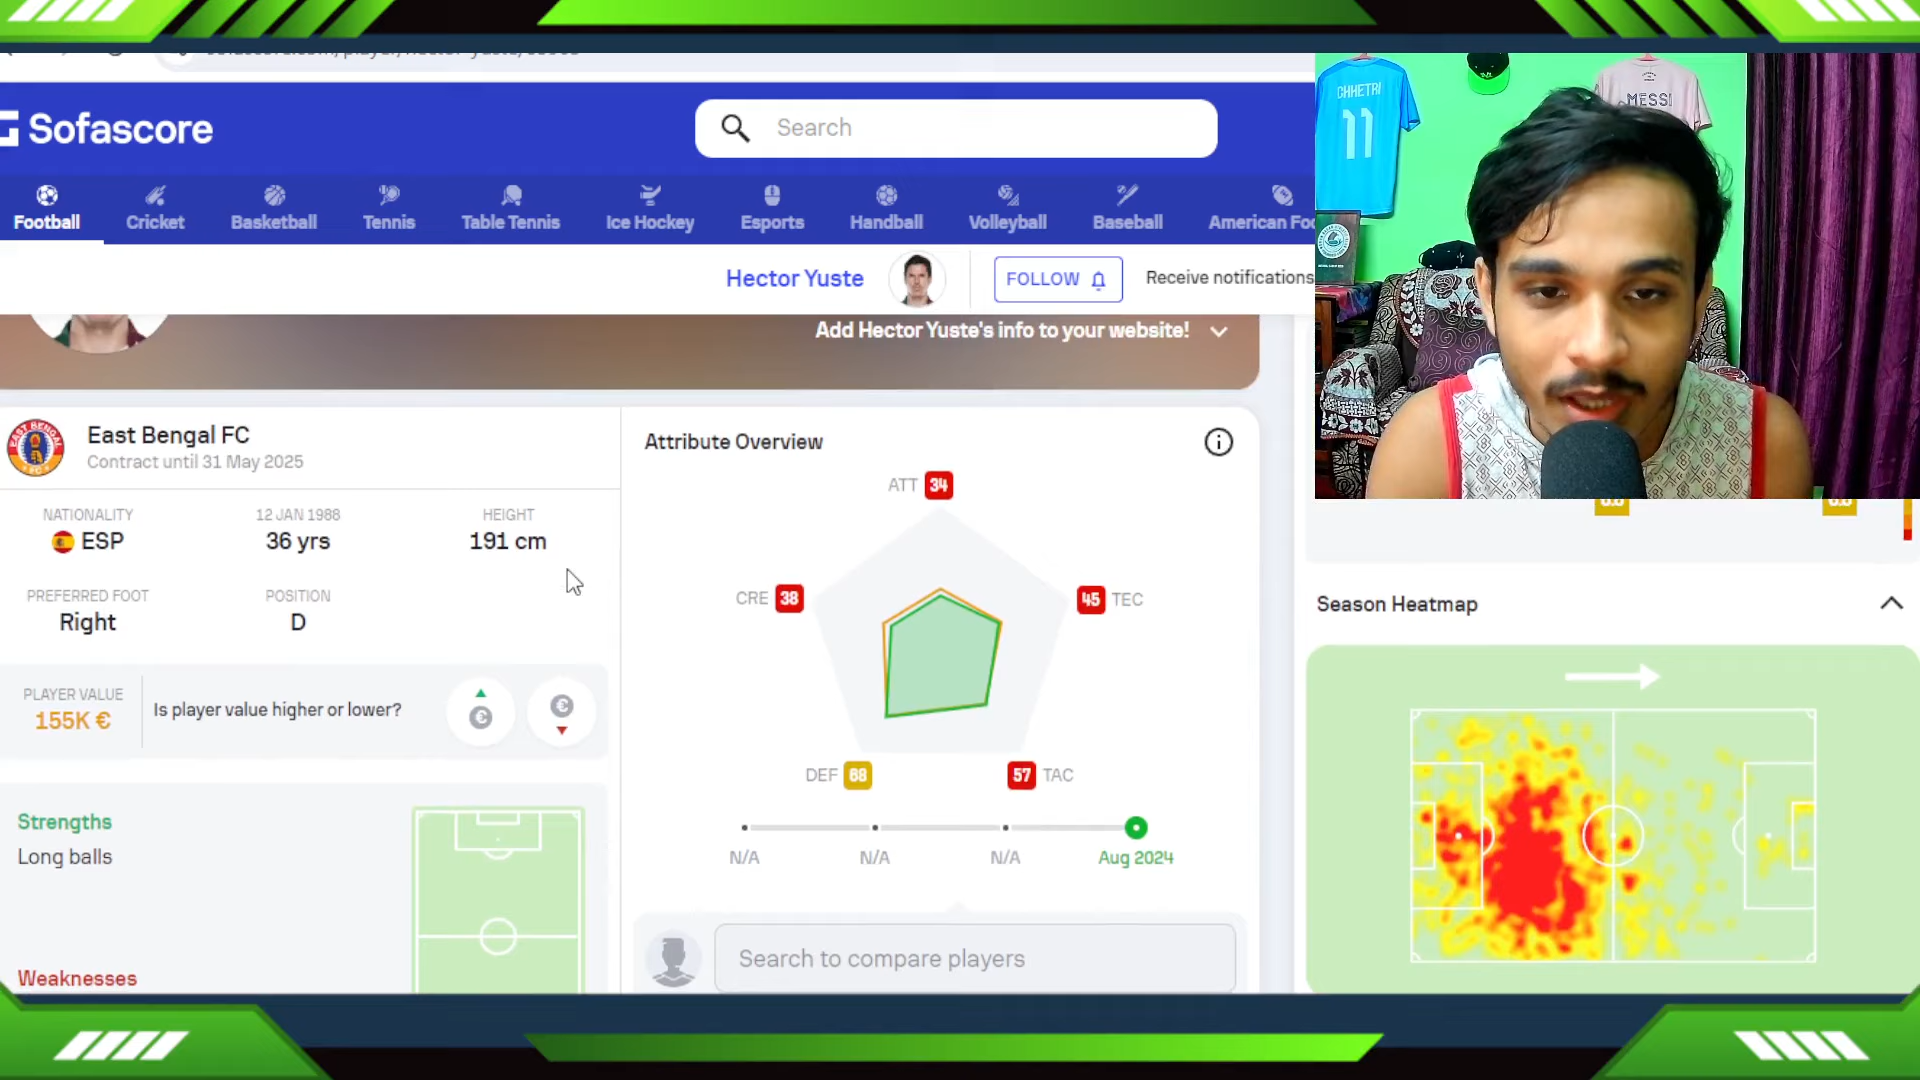 Sofascore
Search
Football
Cricket
Basketball
Tennis
Table Tennis
Ice Hockey
Esports
Handball
Volleyball
Baseball
American Foo
Hector Yuste
FOLLOW
Receive notifications
Add Hector Yuste's info to your website!
CHHETRI
11
MESSI
East Bengal FC
Contract until 31 May 2025
NATIONALITY
ESP
12 JAN 1988
36 yrs
HEIGHT
191 cm
PREFERRED FOOT
Right
POSITION
D
PLAYER VALUE
155K €
Is player value higher or lower?
Strengths
Long balls
Weaknesses
Attribute Overview
ATT 34
CRE 38
45 TEC
DEF 68
57 TAC
N/A
N/A
N/A
Aug 2024
Search to compare players
Season Heatmap